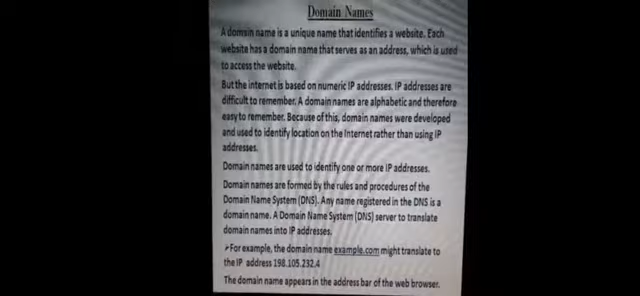 Domain Names
A domain name is a unique name that identifies a website. Each
website has a domain name that serves as an address, which is used
to access the website.
But the internet is based on numeric IP addresses. IP addresses are
difficult to remember. A domain names are alphabetic and therefore
easy to remember. Because of this, domain names were developed
and used to identify location on the Internet rather than using IP
addresses.
Domain names are used to identify one or more IP addresses.
Domain names are formed by the rules and procedures of the
Domain Name System (DNS). Any name registered in the DNS is a
domain name. A Domain Name System (DNS) server to translate
domain names into IP addresses.
➢For example, the domain name example.com might translate to
the IP address 198.105.232.4
The domain name appears in the address bar of the web browser.